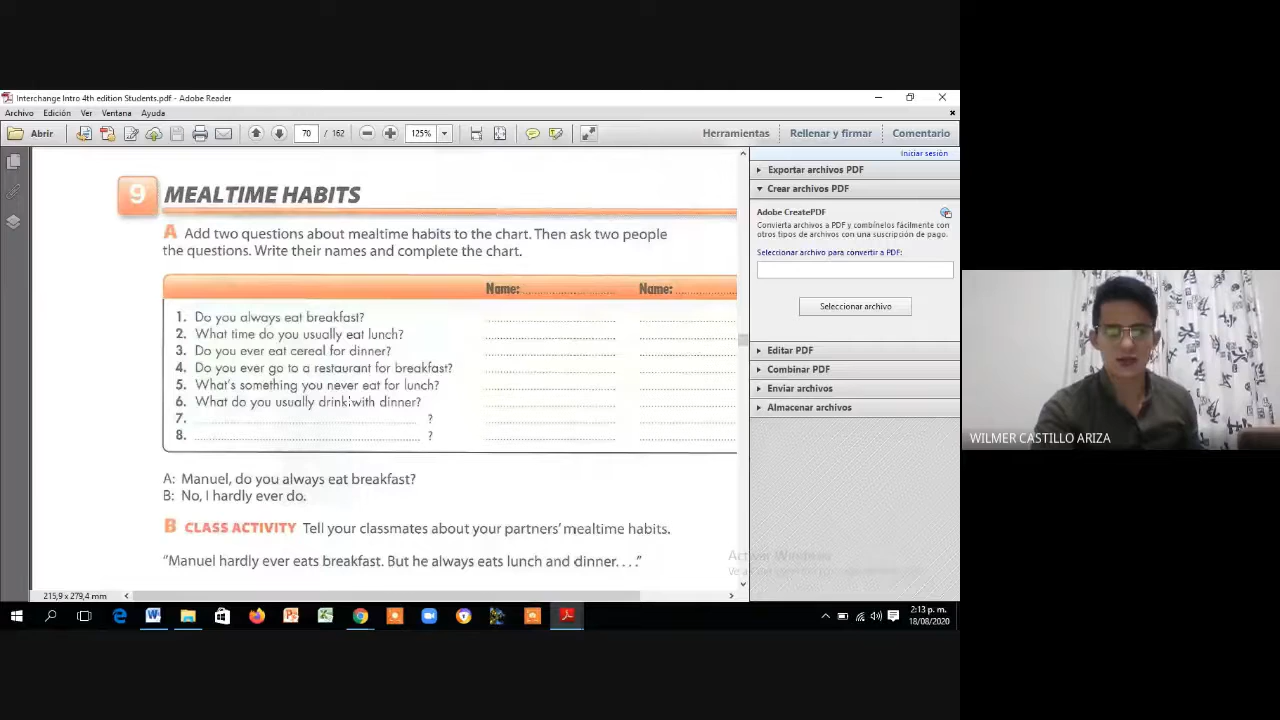 Interchange Intro 4th edition Students.pdf - Adobe Reader
Archivo Edición Ver Ventana Ayuda
Abrir 70 / 162 125% Herramientas Rellenar y firmar Comentario
Iniciar sesión
Exportar archivos PDF
Crear archivos PDF
Adobe CreatePDF
Convierta archivos a PDF y combínelos fácilmente con
otros tipos de archivos con una suscripción de pago.
Seleccionar archivo para convertir a PDF:
Seleccionar archivo
Editar PDF
Combinar PDF
Enviar archivos
Almacenar archivos
9 MEALTIME HABITS
A Add two questions about mealtime habits to the chart. Then ask two people
the questions. Write their names and complete the chart.
Name: Name:
1. Do you always eat breakfast?
2. What time do you usually eat lunch?
3. Do you ever eat cereal for dinner?
4. Do you ever go to a restaurant for breakfast?
5. What's something you never eat for lunch?
6. What do you usually drink with dinner?
7. ?
8. ?
A: Manuel, do you always eat breakfast?
B: No, I hardly ever do.
B CLASS ACTIVITY Tell your classmates about your partners' mealtime habits.
"Manuel hardly ever eats breakfast. But he always eats lunch and dinner. . . ."
Activar Windows
215,9 x 279,4 mm
2:13 p. m.
18/08/2020
WILMER CASTILLO ARIZA